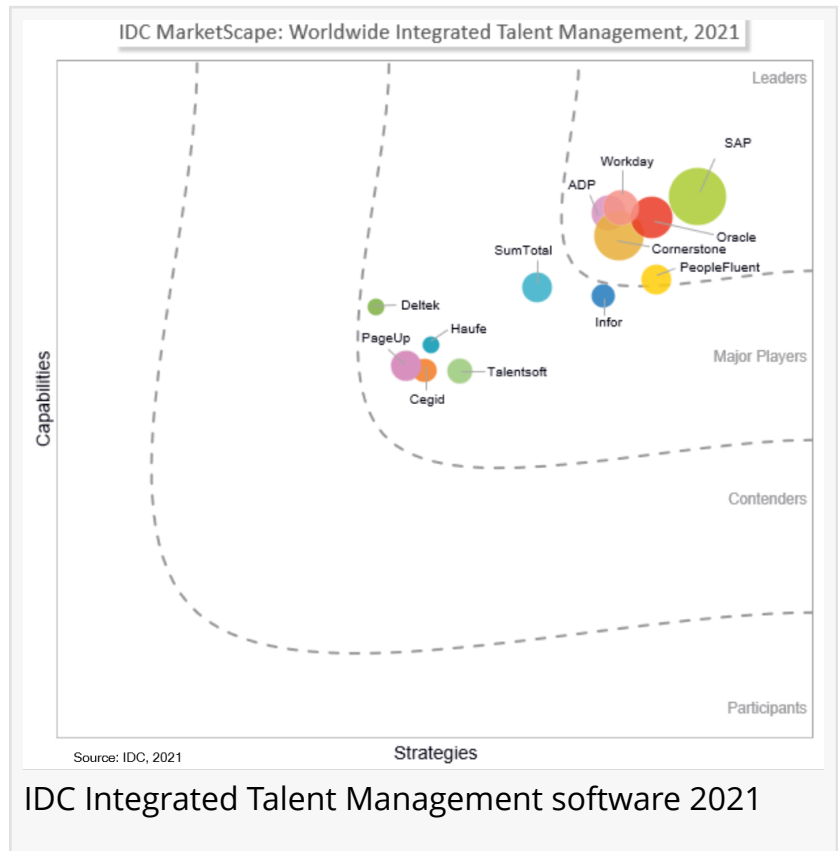 IDC MarketScape: Worldwide Integrated Talent Management, 2021
Leaders
SAP
Workday
ADP
Oracle
Cornerstone
SumTotal
PeopleFluent
Deltek
Infor
Haufe
PageUp
Major Players
Talentsoft
Cegid
Capabilities
Contenders
Participants
Strategies
Source: IDC, 2021
IDC Integrated Talent Management software 2021